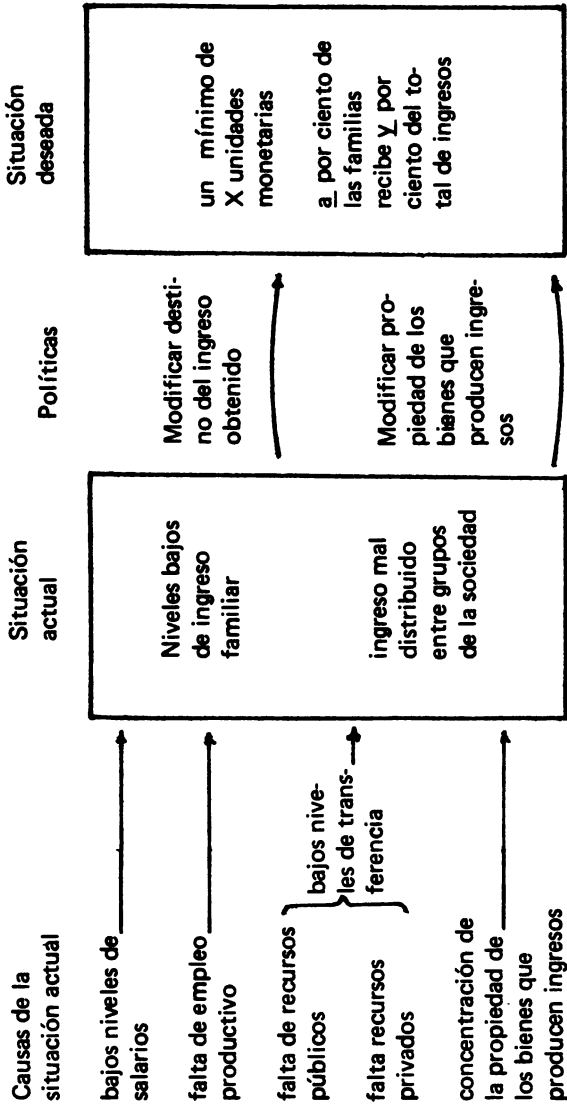 Causas de la
situación actual
bajos niveles de
salarios
falta de empleo
productivo
falta de recursos
públicos
falta recursos
privados
bajos nive-
les de trans-
ferencia
concentración de
la propiedad de
los bienes que
producen ingresos
Situación
actual
Niveles bajos
de ingreso
familiar
ingreso mal
distribuido
entre grupos
de la sociedad
Políticas
Modificar desti-
no del ingreso
obtenido
Modificar pro-
piedad de los
bienes que
producen ingre-
sos
Situación
deseada
un mínimo de
X unidades
monetarias
a por ciento de
las familias
recibe y por
ciento del to-
tal de ingresos